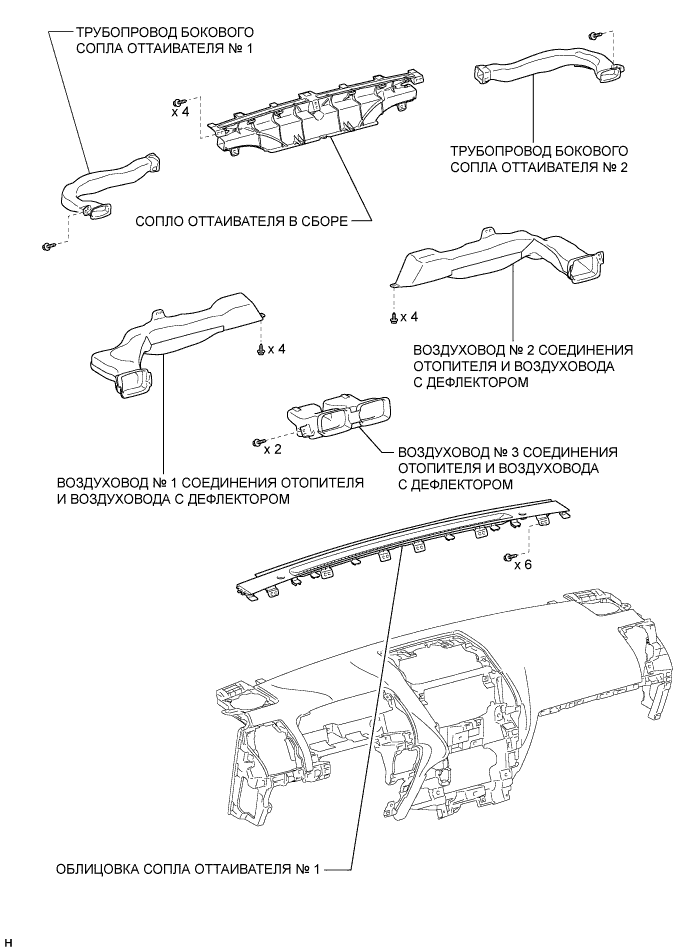 ТРУБОПРОВОД БОКОВОГО
СОПЛА ОТТАИВАТЕЛЯ № 1
x 4
ТРУБОПРОВОД БОКОВОГО
СОПЛА ОТТАИВАТЕЛЯ № 2
СОПЛО ОТТАИВАТЕЛЯ В СБОРЕ
x 4
x 4
ВОЗДУХОВОД № 2 СОЕДИНЕНИЯ
ОТОПИТЕЛЯ И ВОЗДУХОВОДА
С ДЕФЛЕКТОРОМ
x 2
ВОЗДУХОВОД № 3 СОЕДИНЕНИЯ
ОТОПИТЕЛЯ И ВОЗДУХОВОДА
С ДЕФЛЕКТОРОМ
ВОЗДУХОВОД № 1 СОЕДИНЕНИЯ ОТОПИТЕЛЯ
И ВОЗДУХОВОДА С ДЕФЛЕКТОРОМ
x 6
ОБЛИЦОВКА СОПЛА ОТТАИВАТЕЛЯ № 1
H